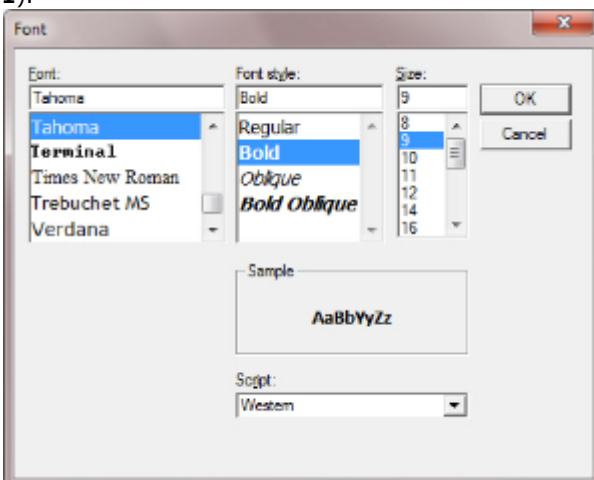 1).
Font
Font:
Tahoma
Tahoma
Terminal
Times New Roman
Trebuchet MS
Verdana
Font style:
Bold
Regular
Bold
Oblique
Bold Oblique
Size:
9
8
9
10
11
12
14
16
OK
Cancel
Sample
AaBbYyZz
Script:
Western